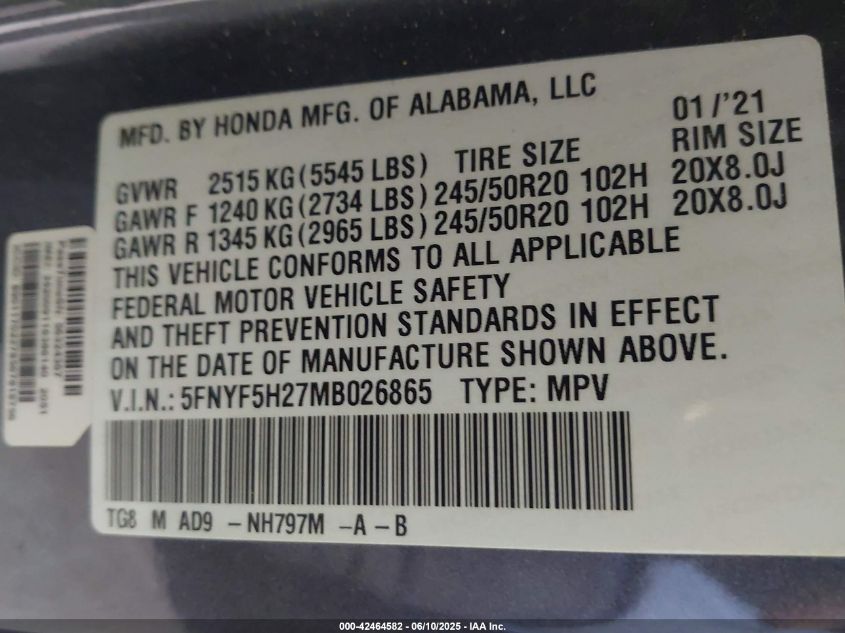 MFD. BY HONDA MFG. OF ALABAMA, LLC 01/'21
GVWR 2515 KG (5545 LBS) TIRE SIZE RIM SIZE
GAWR F 1240 KG (2734 LBS) 245/50R20 102H 20X8.0J
GAWR R 1345 KG (2965 LBS) 245/50R20 102H 20X8.0J
THIS VEHICLE CONFORMS TO ALL APPLICABLE
FEDERAL MOTOR VEHICLE SAFETY
AND THEFT PREVENTION STANDARDS IN EFFECT
ON THE DATE OF MANUFACTURE SHOWN ABOVE.
V.I.N.: 5FNYF5H27MB026865 TYPE: MPV
TG8 M AD9 -NH797M -A -B
000-42464582 - 06/10/2025 - IAA Inc.